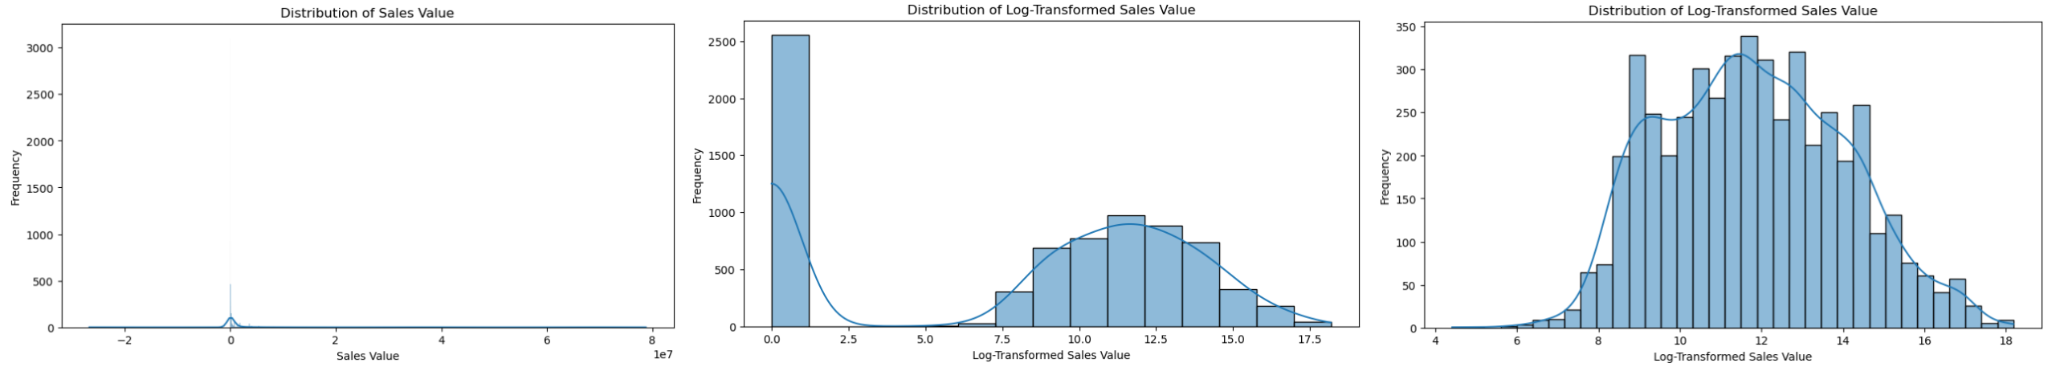 Distribution of Sales Value
3000
2500
2000
1500
1000
500
0
Frequency
−2 0 2 4 6 8
1e7
Sales Value
Distribution of Log-Transformed Sales Value
2500
2000
1500
1000
500
0
Frequency
0.0 2.5 5.0 7.5 10.0 12.5 15.0 17.5
Log-Transformed Sales Value
Distribution of Log-Transformed Sales Value
350
300
250
200
150
100
50
0
Frequency
4 6 8 10 12 14 16 18
Log-Transformed Sales Value